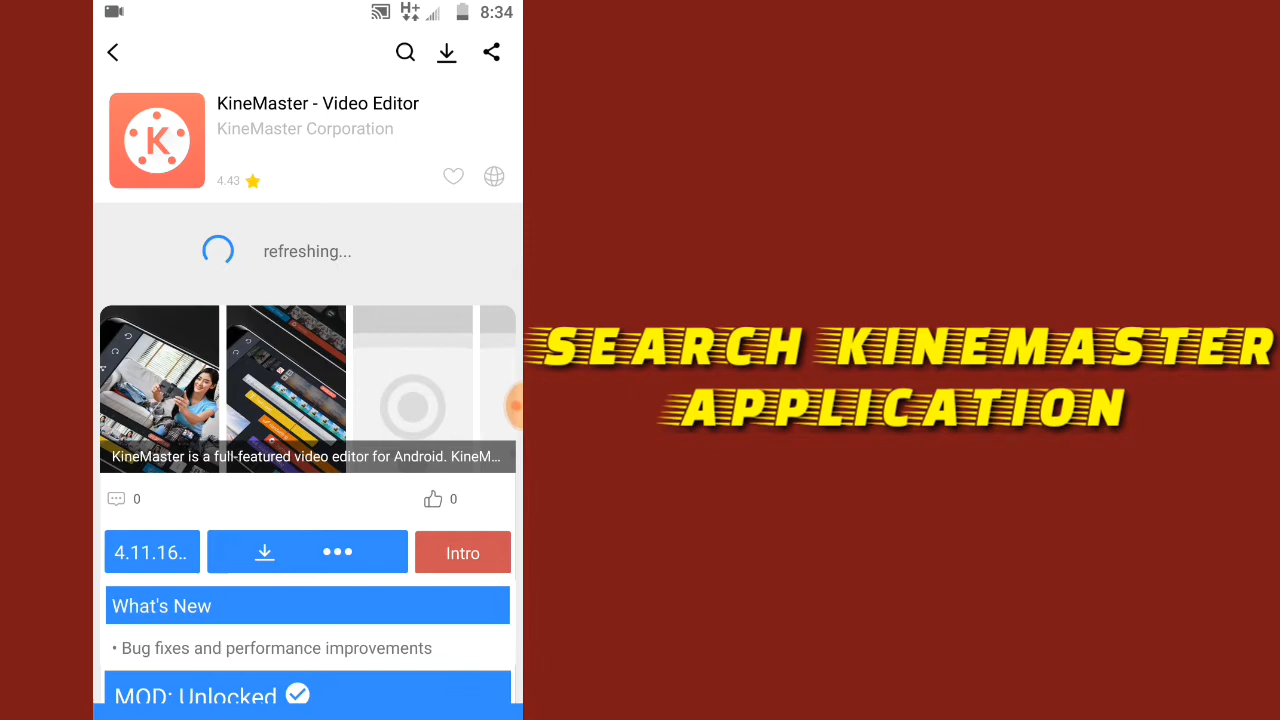 H+
8:34
KineMaster - Video Editor
KineMaster Corporation
K
4.43
refreshing...
KineMaster is a full-featured video editor for Android. KineM...
0
0
4.11.16..
Intro
What's New
• Bug fixes and performance improvements
MOD: Unlocked
SEARCH KINEMASTER
APPLICATION